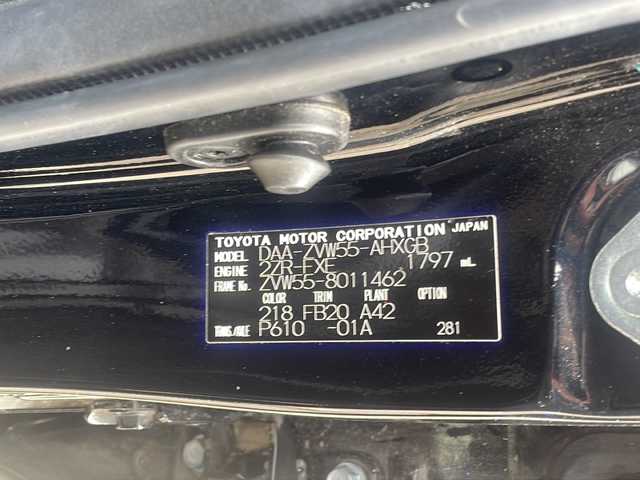 TOYOTA MOTOR CORPORATION JAPAN
MODEL DAA-ZVW55-AHXGB
ENGINE 2ZR-FXE 1797 mL
FRAME No. ZVW55-8011462
COLOR TRIM PLANT OPTION
218 FB20 A42
TRANS/AXLE P610 -01A 281